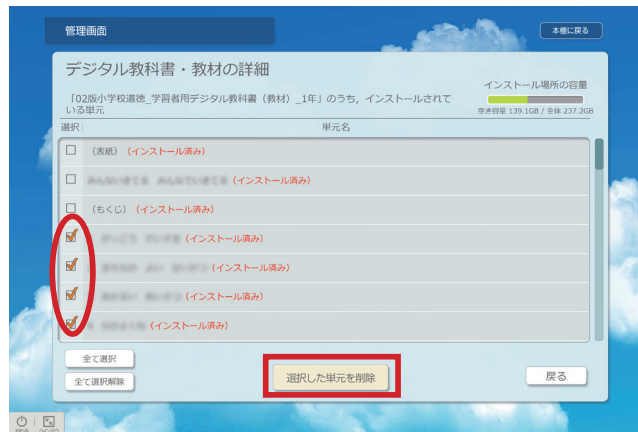 管理画面
本棚に戻る
デジタル教科書・教材の詳細
インストール場所の容量
「02版小学校道徳_学習者用デジタル教科書（教材）_1年」のうち，インストールされて
いる単元
空き容量 139.1GB / 全体 237.2GB
選択
単元名
（表紙）（インストール済み）
（インストール済み）
（もくじ）（インストール済み）
（インストール済み）
（インストール済み）
（インストール済み）
（インストール済み）
全て選択
全て選択解除
選択した単元を削除
戻る